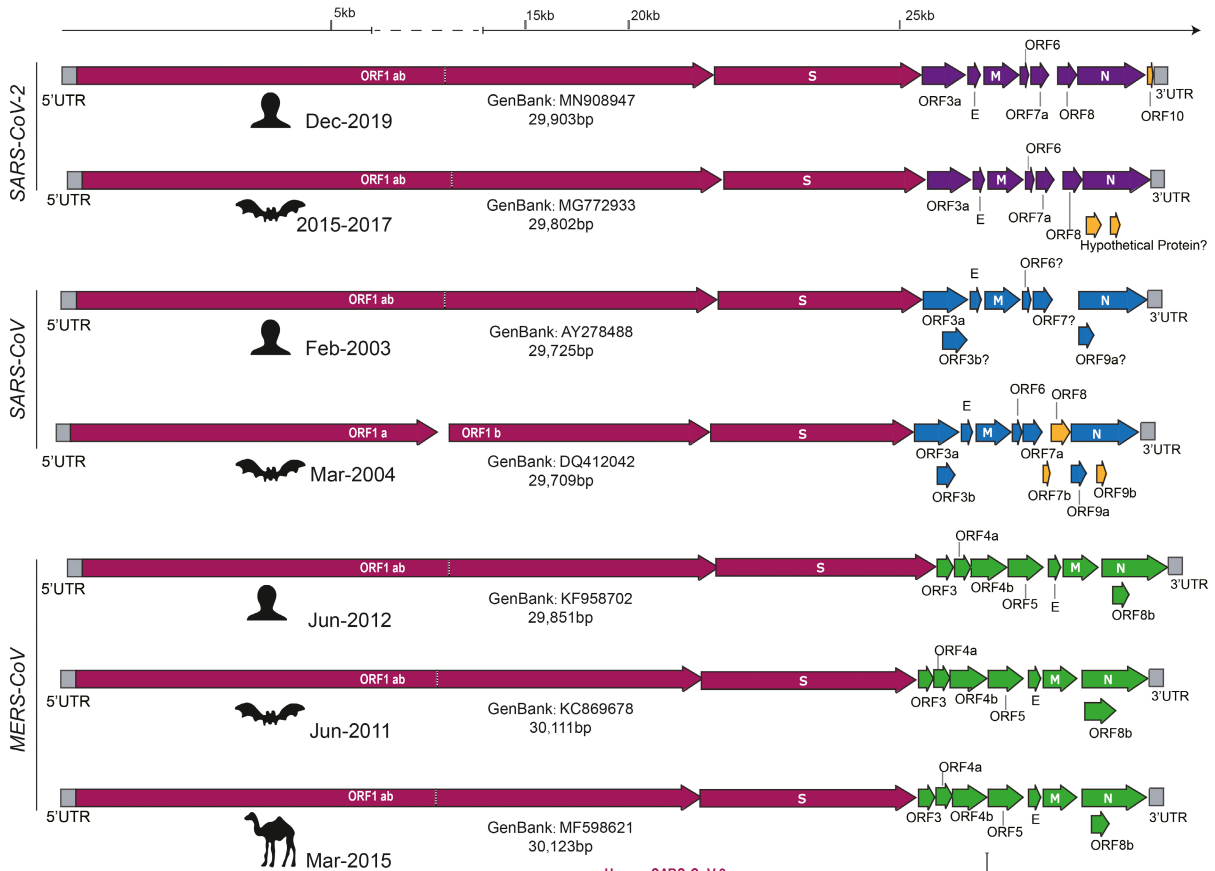 5kb 15kb 20kb 25kb
SARS-CoV-2
ORF6
ORF1 ab S M N
5'UTR ORF3a E ORF7a ORF8 ORF10 3'UTR
GenBank: MN908947
29,903bp
Dec-2019
ORF6
ORF1 ab S M N
5'UTR ORF3a E ORF7a ORF8 3'UTR
GenBank: MG772933
29,802bp
2015-2017
Hypothetical Protein?
SARS-CoV
E ORF6?
ORF1 ab S M N
5'UTR ORF3a ORF7? 3'UTR
GenBank: AY278488
29,725bp
Feb-2003
ORF3b? ORF9a?
E ORF6 ORF8
ORF1 a ORF1 b S M N
5'UTR ORF3a ORF7a 3'UTR
GenBank: DQ412042
29,709bp
Mar-2004
ORF3b ORF7b ORF9a ORF9b
MERS-CoV
ORF4a
ORF1 ab S M N
5'UTR ORF3 ORF4b ORF5 E 3'UTR
GenBank: KF958702
29,851bp
Jun-2012
ORF8b
ORF4a
ORF1 ab S M N
5'UTR ORF3 ORF4b ORF5 E 3'UTR
GenBank: KC869678
30,111bp
Jun-2011
ORF8b
ORF4a
ORF1 ab S M N
5'UTR ORF3 ORF4b ORF5 E 3'UTR
GenBank: MF598621
30,123bp
Mar-2015
ORF8b